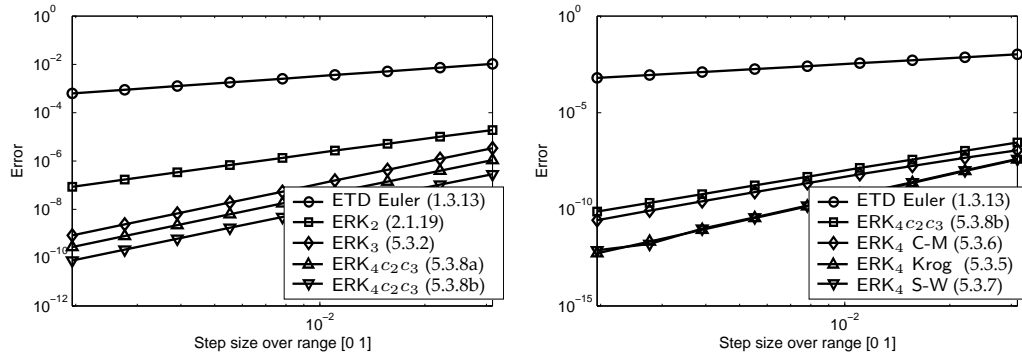 10^0
10^−2
10^−4
10^−6
10^−8
10^−10
10^−12
Error
ETD Euler (1.3.13)
ERK₂ (2.1.19)
ERK₃ (5.3.2)
ERK₄c₂c₃ (5.3.8a)
ERK₄c₂c₃ (5.3.8b)
10^−2
Step size over range [0 1]
10^0
10^−5
10^−10
10^−15
Error
ETD Euler (1.3.13)
ERK₄c₂c₃ (5.3.8b)
ERK₄ C-M (5.3.6)
ERK₄ Krog (5.3.5)
ERK₄ S-W (5.3.7)
10^−2
Step size over range [0 1]